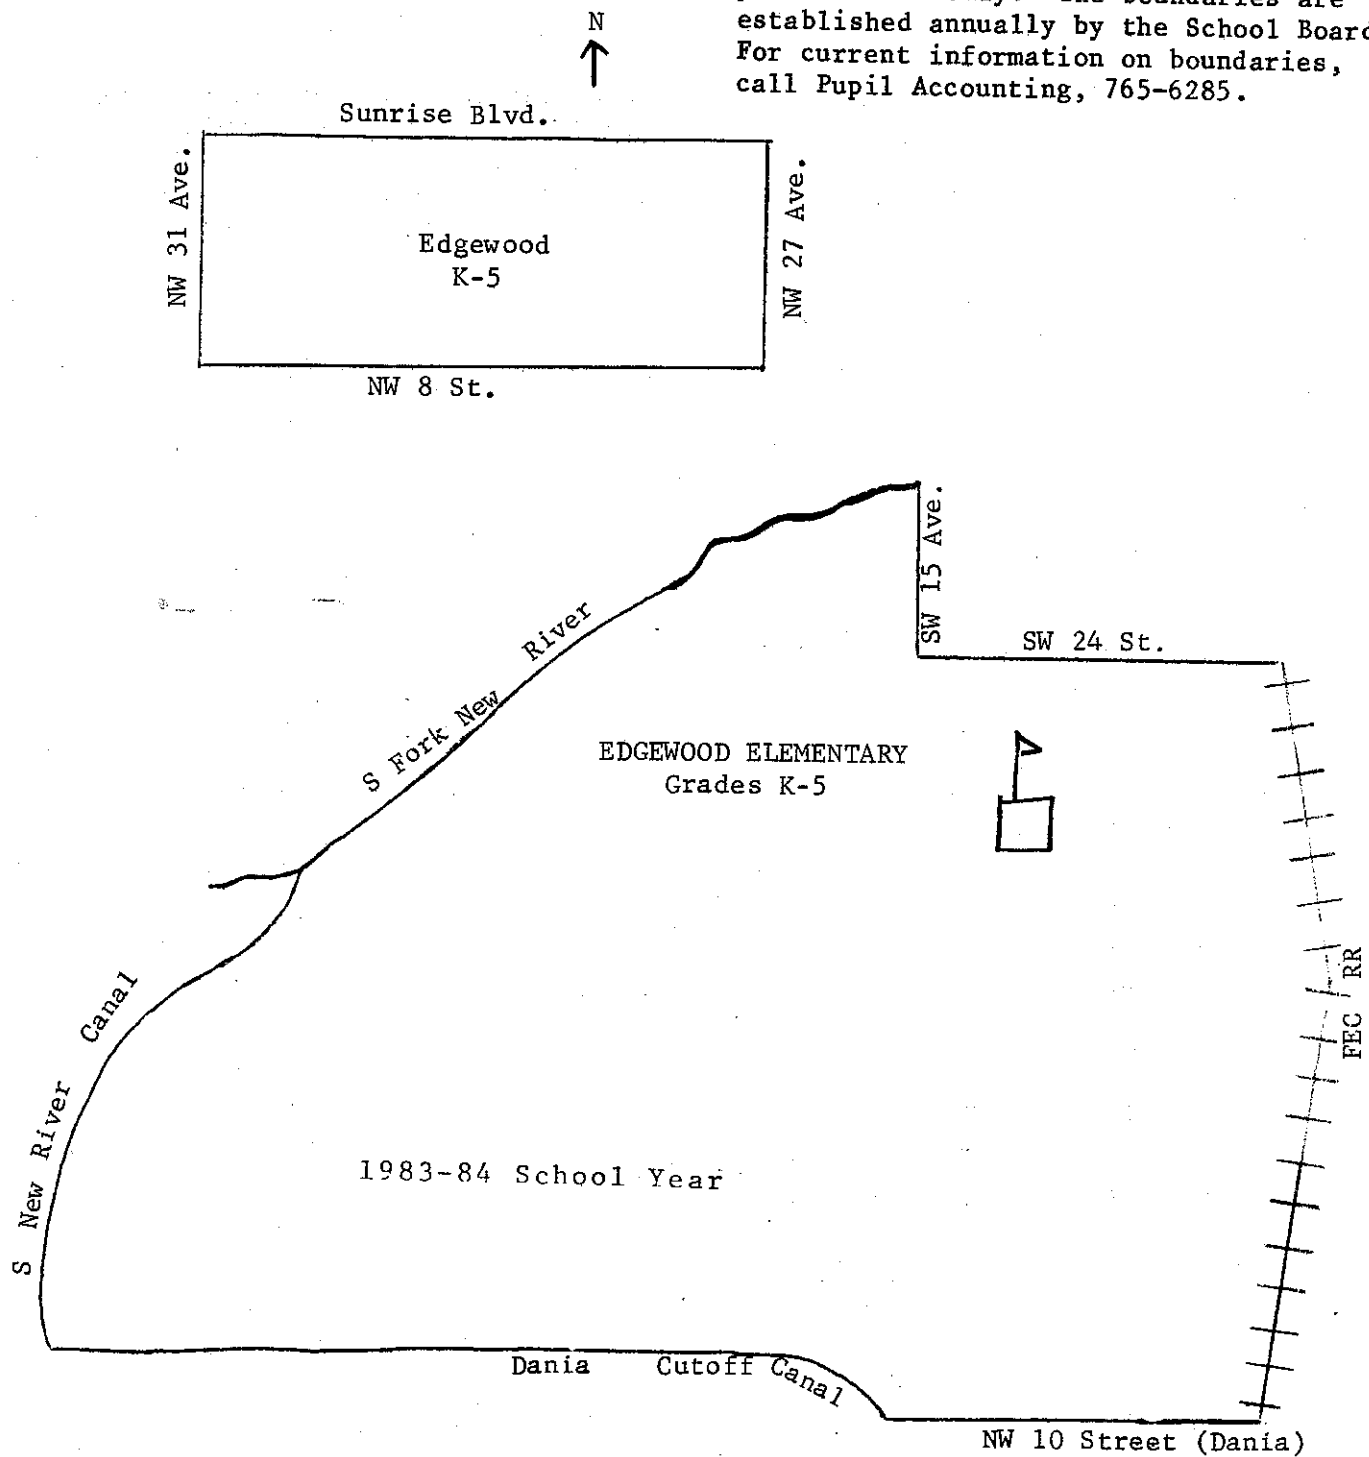 boundaries are
established annually by the School Board
For current information on boundaries,
call Pupil Accounting, 765-6285.
N
Sunrise Blvd.
NW 31 Ave.
Edgewood
K-5
NW 27 Ave.
NW 8 St.
SW 15 Ave.
SW 24 St.
S Fork New River
EDGEWOOD ELEMENTARY
Grades K-5
FEC RR
S New River Canal
1983-84 School Year
Dania Cutoff Canal
NW 10 Street (Dania)